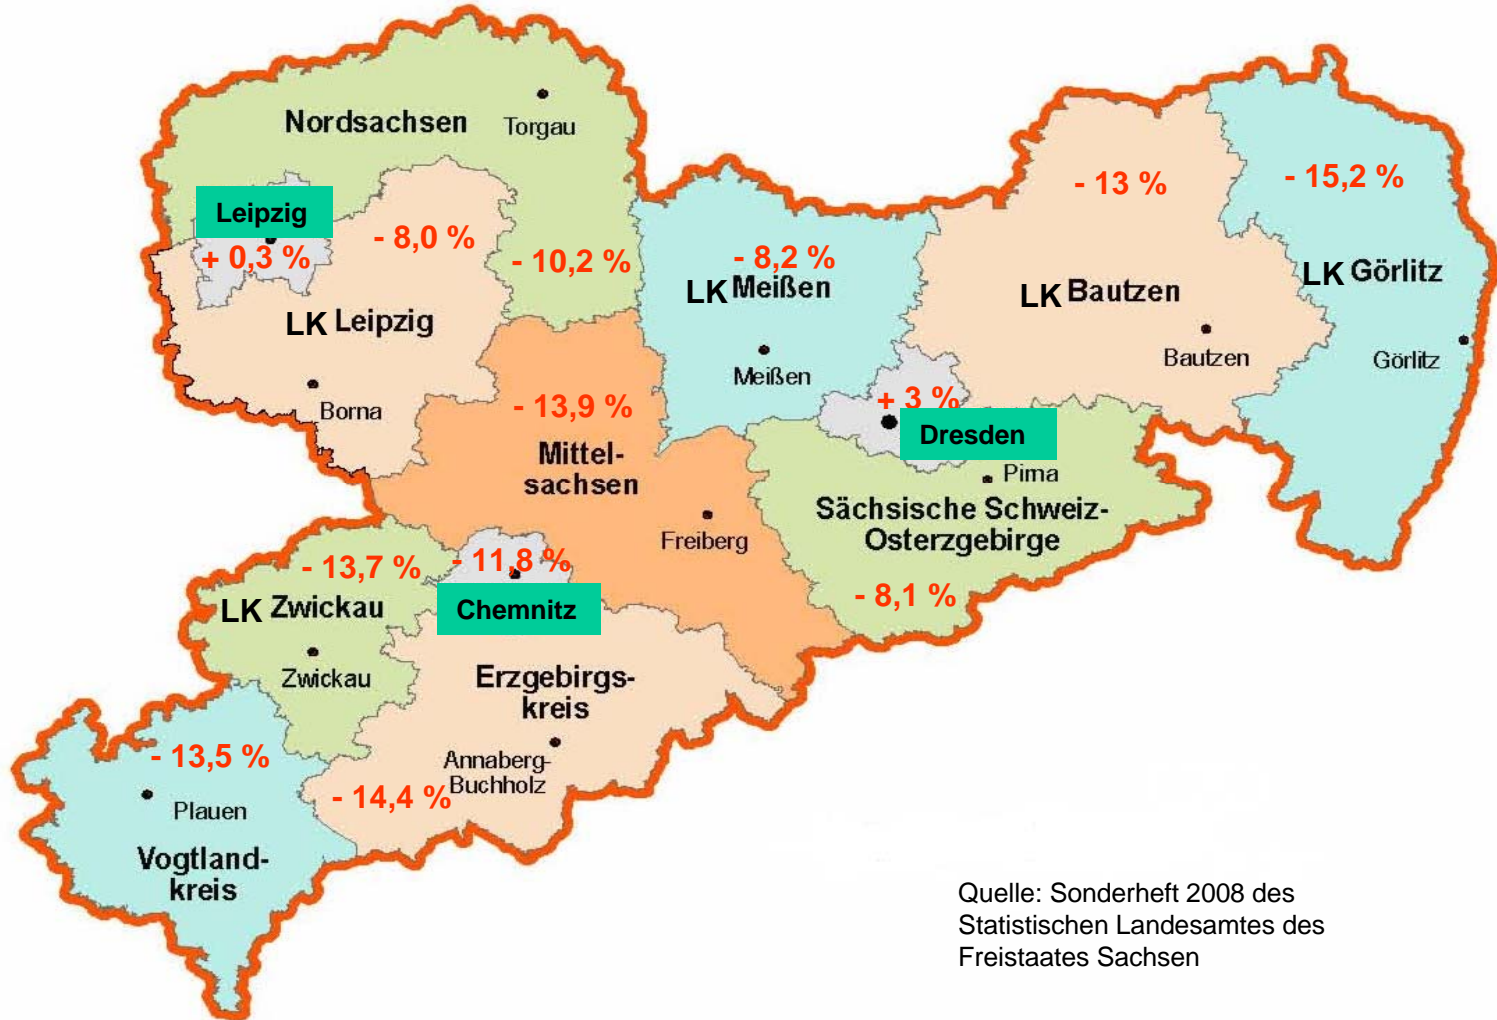 Nordsachsen
Torgau
Leipzig
+ 0,3 %
- 8,0 %
- 10,2 %
LK Leipzig
Borna
- 8,2 %
LK Meißen
Meißen
- 13 %
LK Bautzen
Bautzen
- 15,2 %
LK Görlitz
Görlitz
- 13,9 %
Mittel-
sachsen
Freiberg
+ 3 %
Dresden
Pirna
Sächsische Schweiz-
Osterzgebirge
- 8,1 %
- 13,7 %
LK Zwickau
Zwickau
- 11,8 %
Chemnitz
Erzgebirgs-
kreis
Annaberg-
Buchholz
- 14,4 %
- 13,5 %
Plauen
Vogtland-
kreis
Quelle: Sonderheft 2008 des
Statistischen Landesamtes des
Freistaates Sachsen